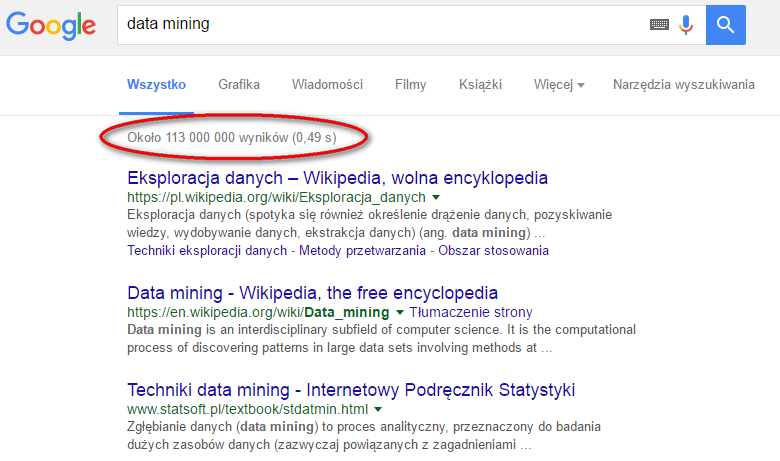 Google data mining
Wszystko Grafika Wiadomości Filmy Książki Więcej Narzędzia wyszukiwania
Około 113 000 000 wyników (0,49 s)
Eksploracja danych – Wikipedia, wolna encyklopedia
https://pl.wikipedia.org/wiki/Eksploracja_danych
Eksploracja danych (spotyka się również określenie drążenie danych, pozyskiwanie
wiedzy, wydobywanie danych, ekstrakcja danych) (ang. data mining) ...
Techniki eksploracji danych - Metody przetwarzania - Obszar stosowania
Data mining - Wikipedia, the free encyclopedia
https://en.wikipedia.org/wiki/Data_mining Tłumaczenie strony
Data mining is an interdisciplinary subfield of computer science. It is the computational
process of discovering patterns in large data sets involving methods at ...
Techniki data mining - Internetowy Podręcznik Statystyki
www.statsoft.pl/textbook/stdatmin.html
Zgłębianie danych (data mining) to proces analityczny, przeznaczony do badania
dużych zasobów danych (zazwyczaj powiązanych z zagadnieniami ...